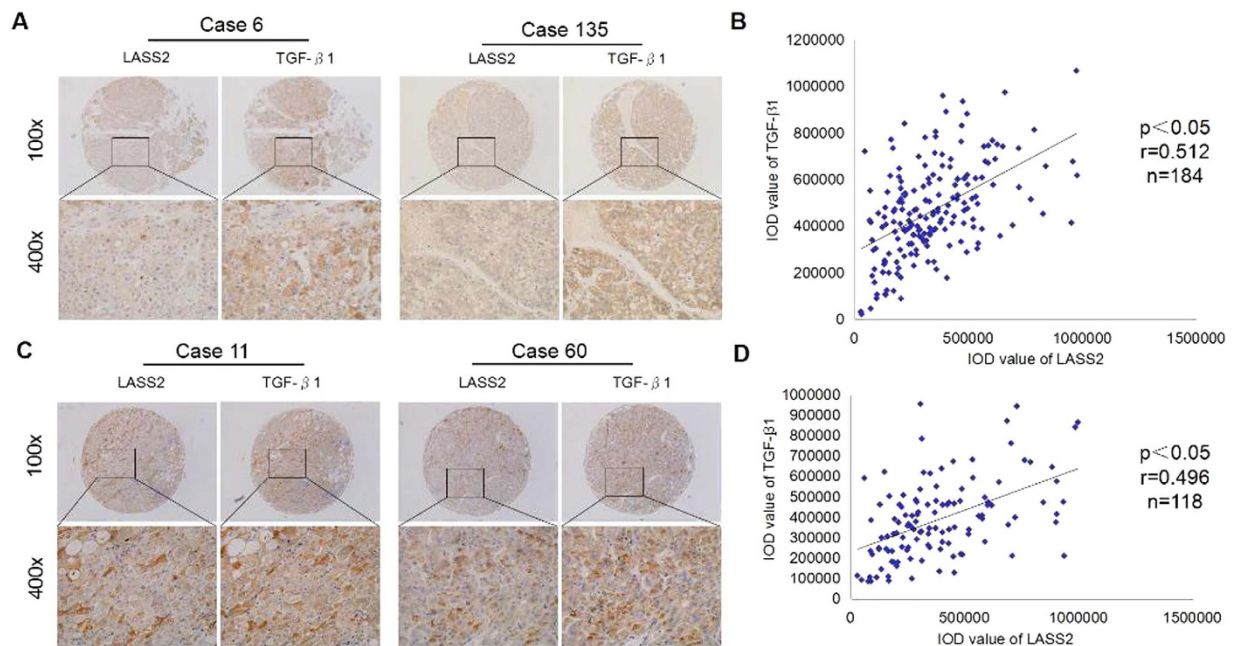 A
Case 6
Case 135
LASS2
TGF-β1
LASS2
TGF-β1
100x
400x
B
1200000
1000000
800000
600000
400000
200000
0
IOD value of TGF-β1
0
500000
1000000
1500000
IOD value of LASS2
p<0.05
r=0.512
n=184
C
Case 11
Case 60
LASS2
TGF-β1
LASS2
TGF-β1
100x
400x
D
1000000
900000
800000
700000
600000
500000
400000
300000
200000
100000
0
IOD value of TGF-β1
0
500000
1000000
1500000
IOD value of LASS2
p<0.05
r=0.496
n=118